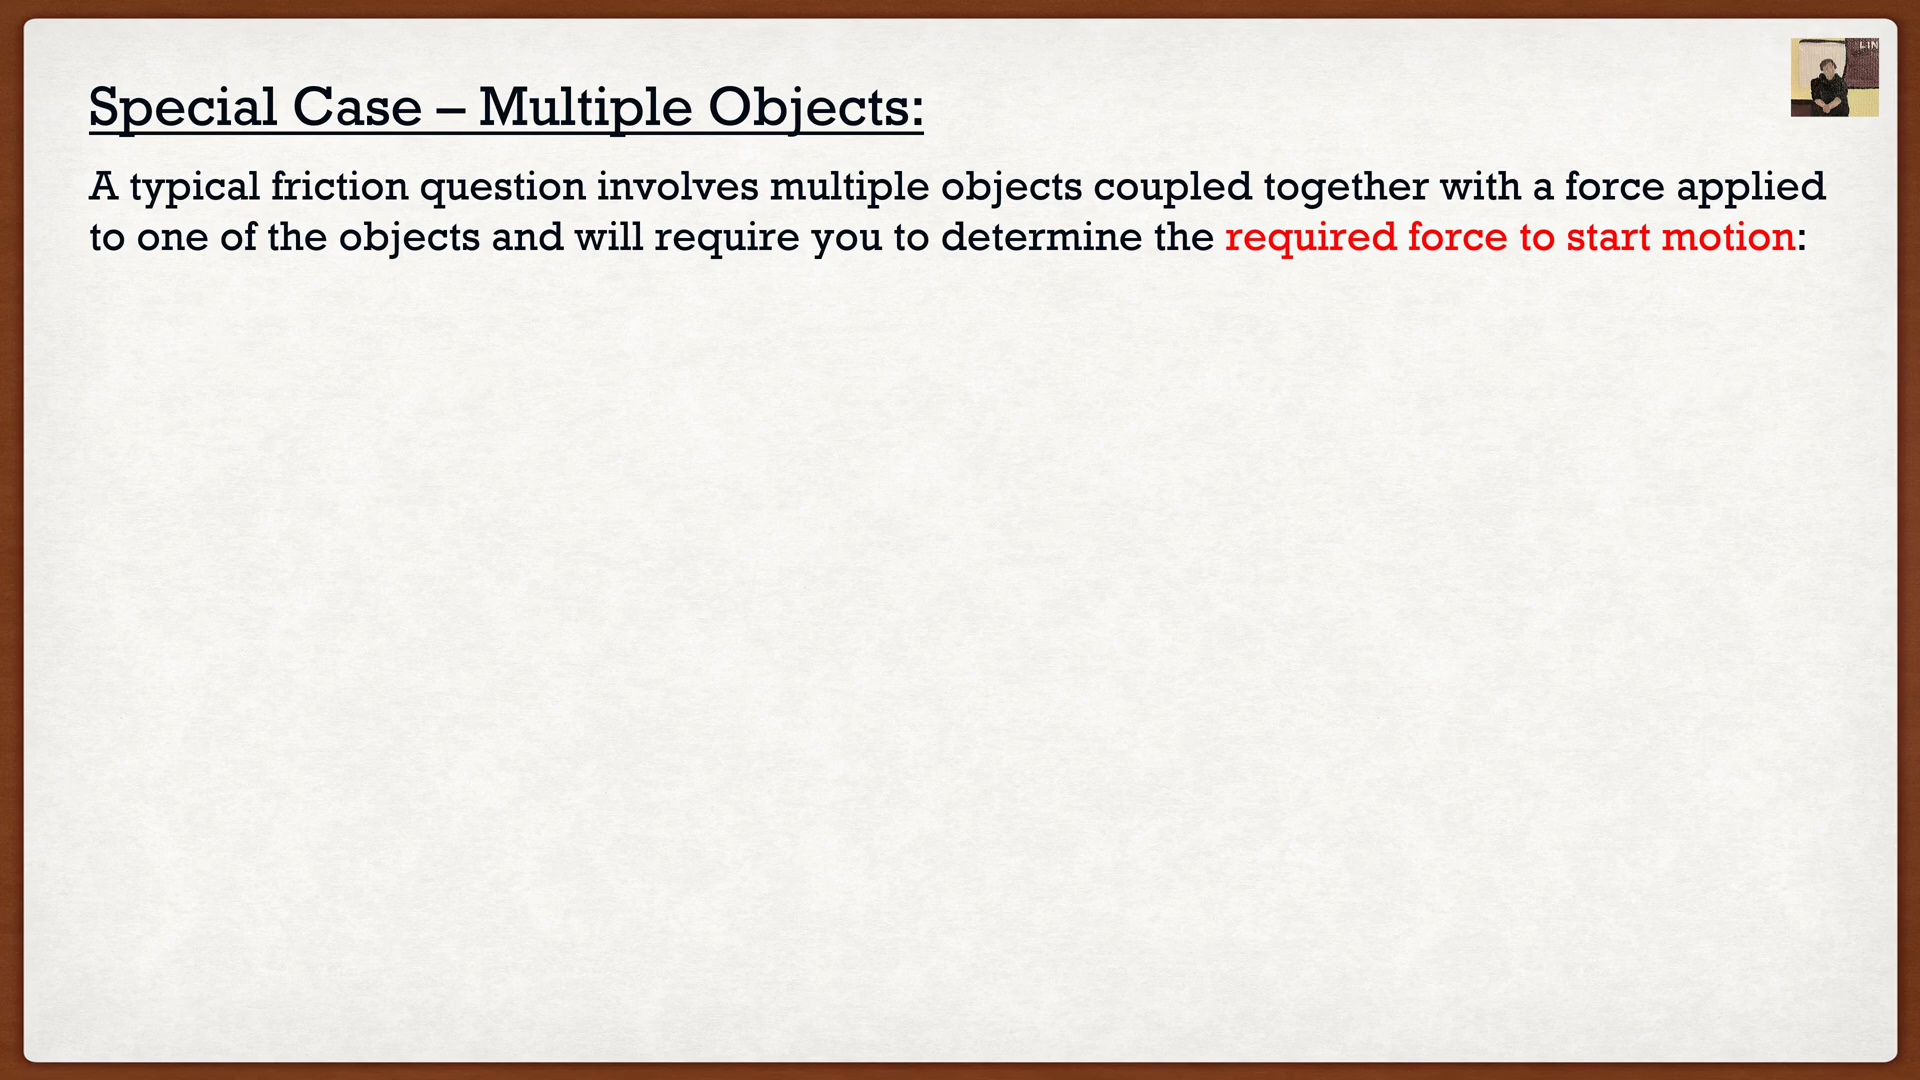 LIN
Special Case – Multiple Objects:
A typical friction question involves multiple objects coupled together with a force applied
to one of the objects and will require you to determine the required force to start motion: